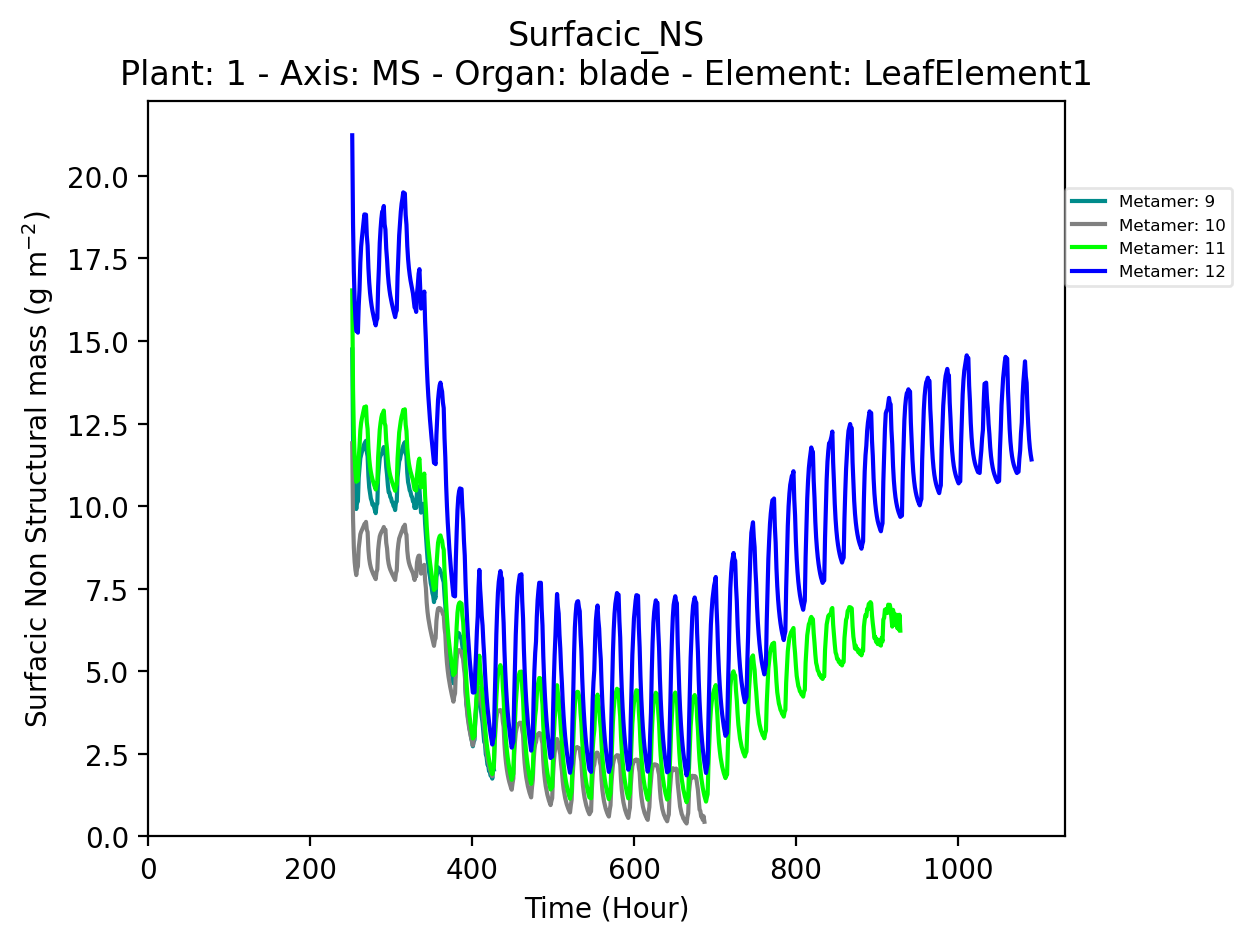 Surfacic_NS
Plant: 1 - Axis: MS - Organ: blade - Element: LeafElement1
Surfacic Non Structural mass (g m⁻²)
20.0
17.5
15.0
12.5
10.0
7.5
5.0
2.5
0.0
0 200 400 600 800 1000
Time (Hour)
Metamer: 9
Metamer: 10
Metamer: 11
Metamer: 12